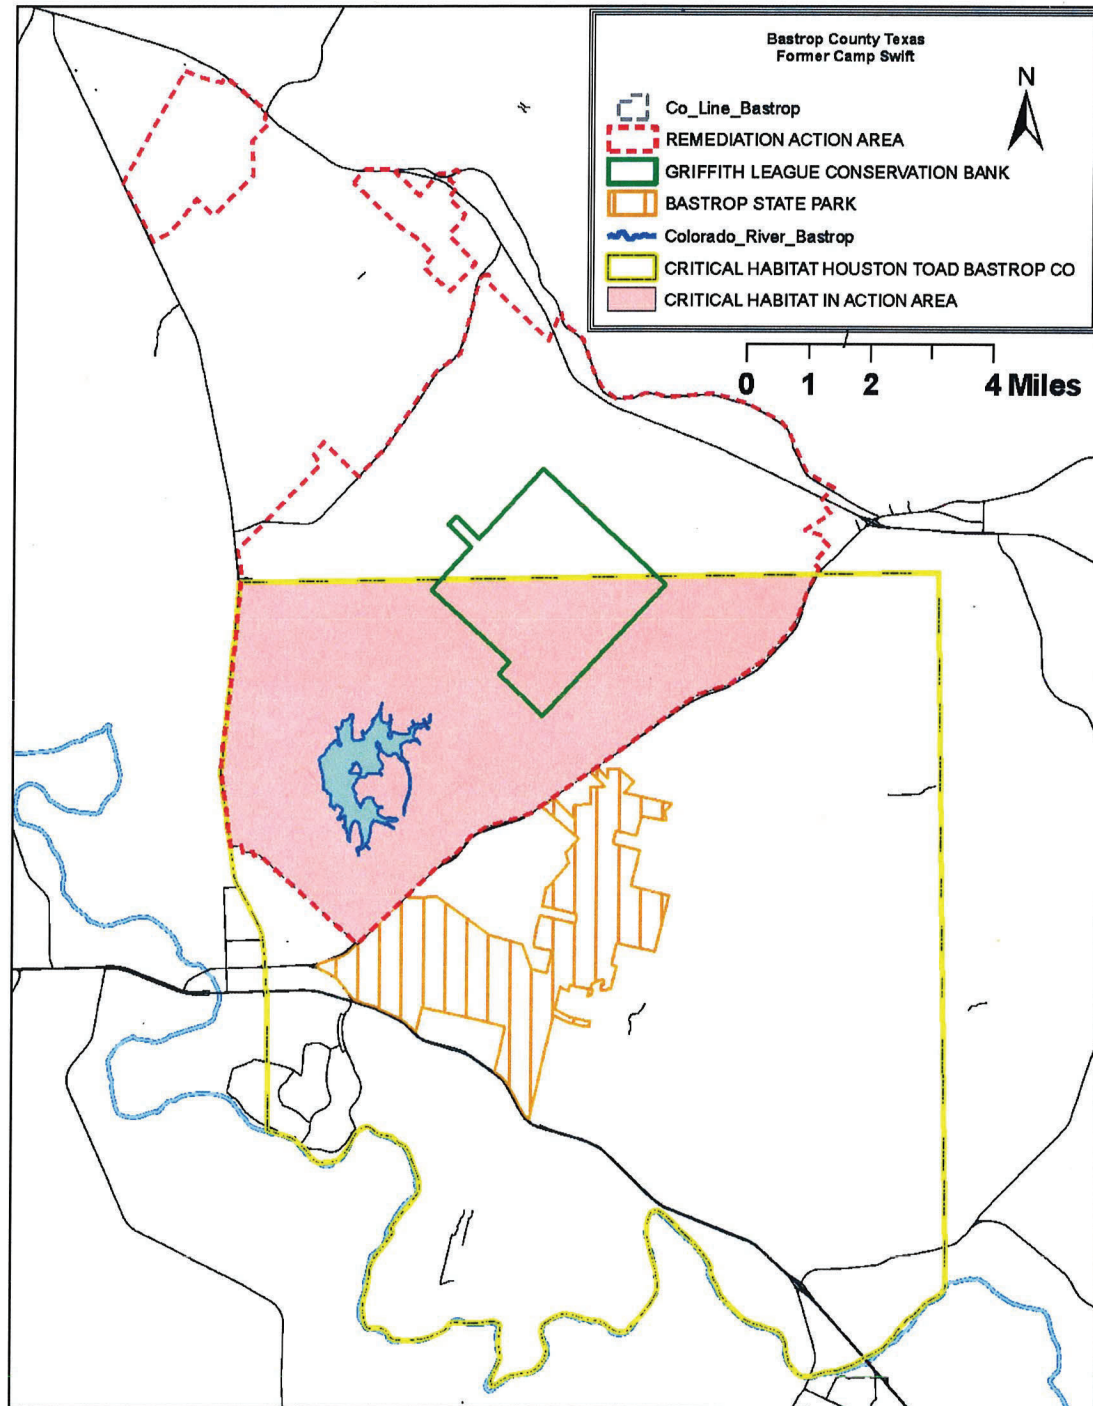 Bastrop County Texas
Former Camp Swift
N
Co_Line_Bastrop
REMEDIATION ACTION AREA
GRIFFITH LEAGUE CONSERVATION BANK
BASTROP STATE PARK
Colorado_River_Bastrop
CRITICAL HABITAT HOUSTON TOAD BASTROP CO
CRITICAL HABITAT IN ACTION AREA
0 1 2 4 Miles